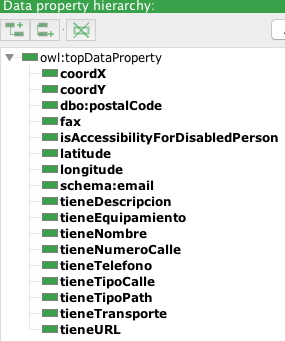 Data property hierarchy:
owl:topDataProperty
coordX
coordY
dbo:postalCode
fax
isAccessibilityForDisabledPerson
latitude
longitude
schema:email
tieneDescripcion
tieneEquipamiento
tieneNombre
tieneNumeroCalle
tieneTelefono
tieneTipoCalle
tieneTipoPath
tieneTransporte
tieneURL